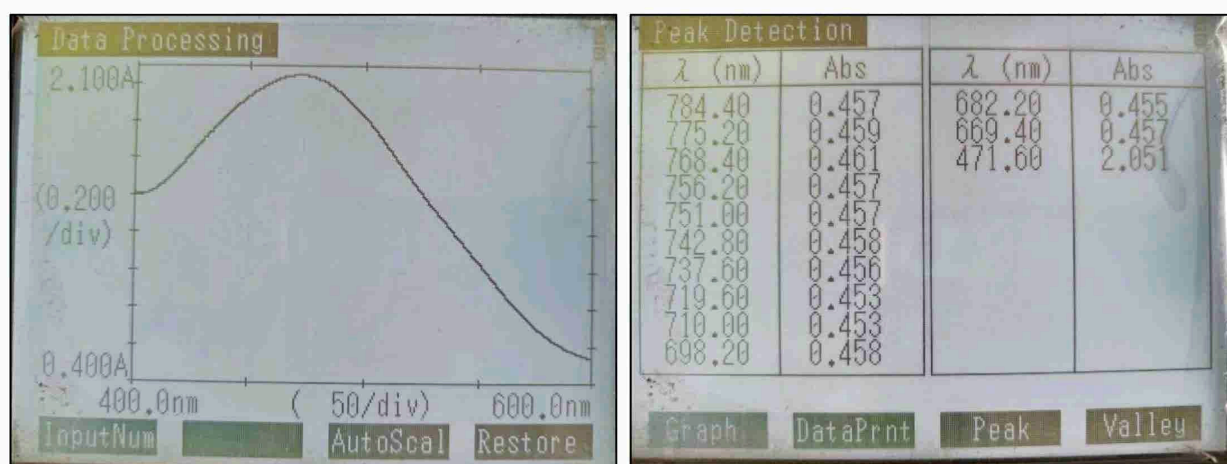 Data Processing
2.100A
(0.200
/div)
0.400A
400.0nm ( 50/div) 600.0nm
InputNum AutoScal Restore
Peak Detection
λ (nm) Abs λ (nm) Abs
784.40 0.457 682.20 0.455
775.20 0.459 669.40 0.457
768.40 0.461 471.60 2.051
756.20 0.457
751.00 0.457
742.80 0.458
737.60 0.456
719.60 0.453
710.00 0.453
698.20 0.458
Graph DataPrnt Peak Valley